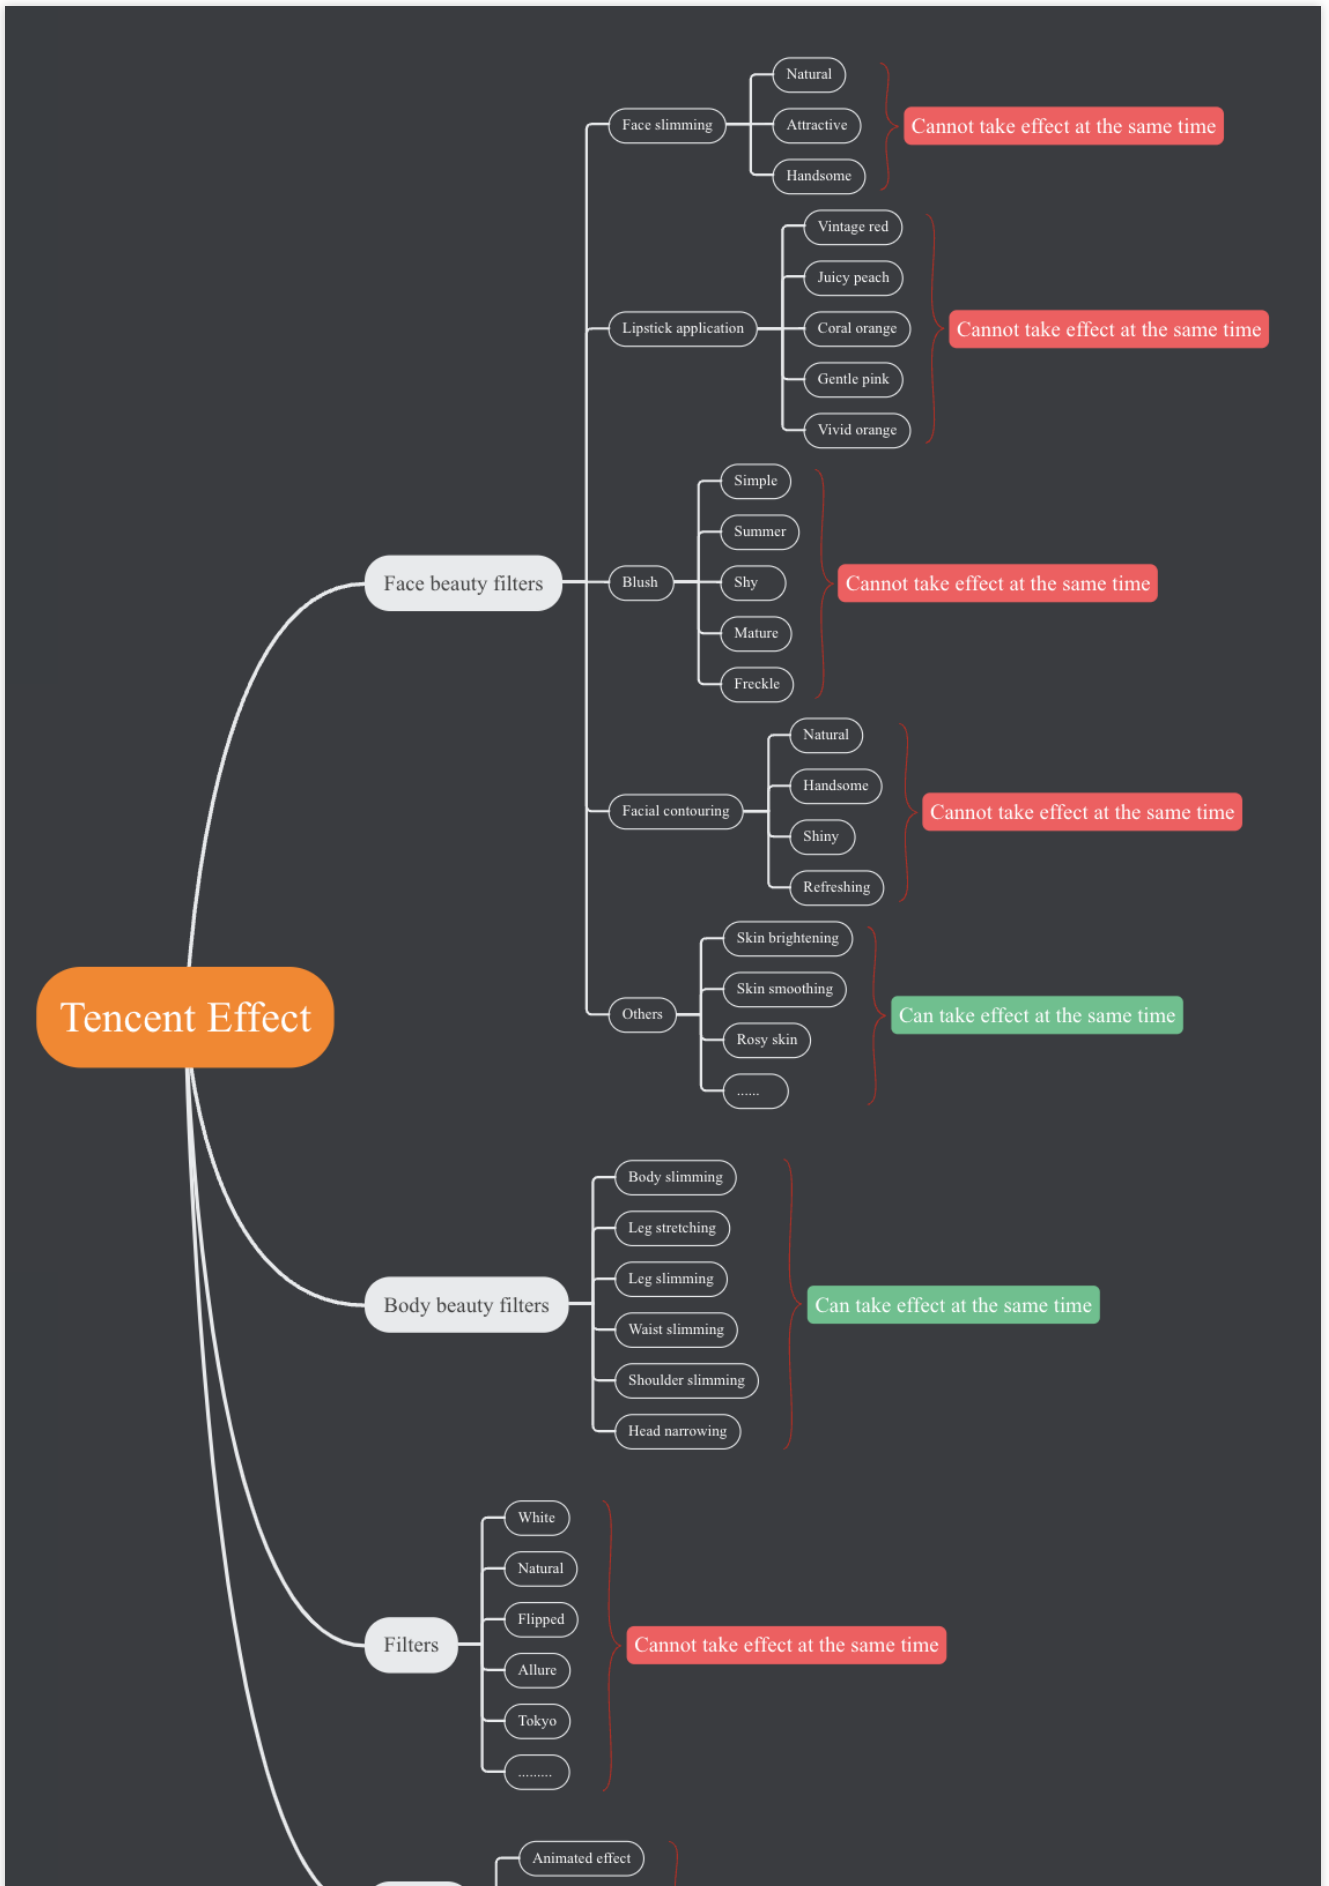 Tencent Effect
Face beauty filters
Face slimming
Natural
Attractive
Handsome
Cannot take effect at the same time
Lipstick application
Vintage red
Juicy peach
Coral orange
Gentle pink
Vivid orange
Cannot take effect at the same time
Blush
Simple
Summer
Shy
Mature
Freckle
Cannot take effect at the same time
Facial contouring
Natural
Handsome
Shiny
Refreshing
Cannot take effect at the same time
Others
Skin brightening
Skin smoothing
Rosy skin
......
Can take effect at the same time
Body beauty filters
Body slimming
Leg stretching
Leg slimming
Waist slimming
Shoulder slimming
Head narrowing
Can take effect at the same time
Filters
White
Natural
Flipped
Allure
Tokyo
.........
Cannot take effect at the same time
Animated effect